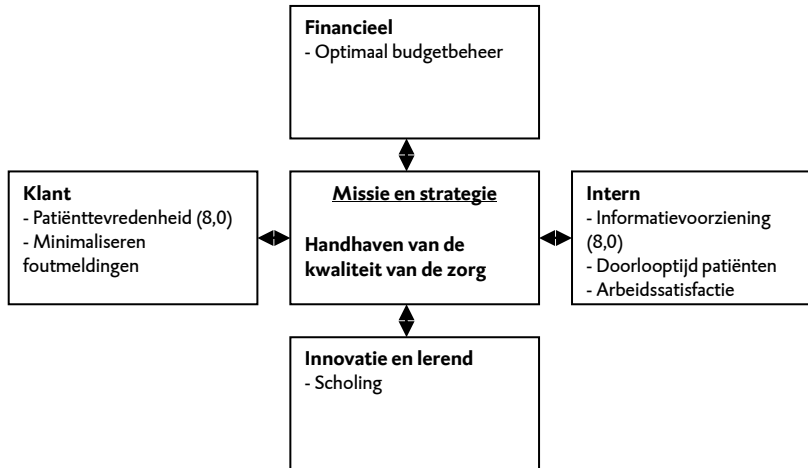 Financieel
- Optimaal budgetbeheer
Klant
- Patiënttevredenheid (8,0)
- Minimaliseren
foutmeldingen
Missie en strategie
Handhaven van de
kwaliteit van de zorg
Intern
- Informatievoorziening
(8,0)
- Doorlooptijd patiënten
- Arbeidssatisfactie
Innovatie en lerend
- Scholing